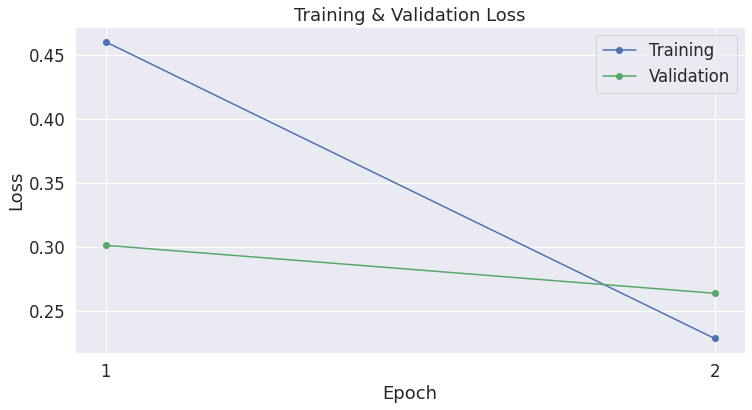 Training & Validation Loss
Training
Validation
0.45
0.40
0.35
0.30
0.25
Loss
1
2
Epoch